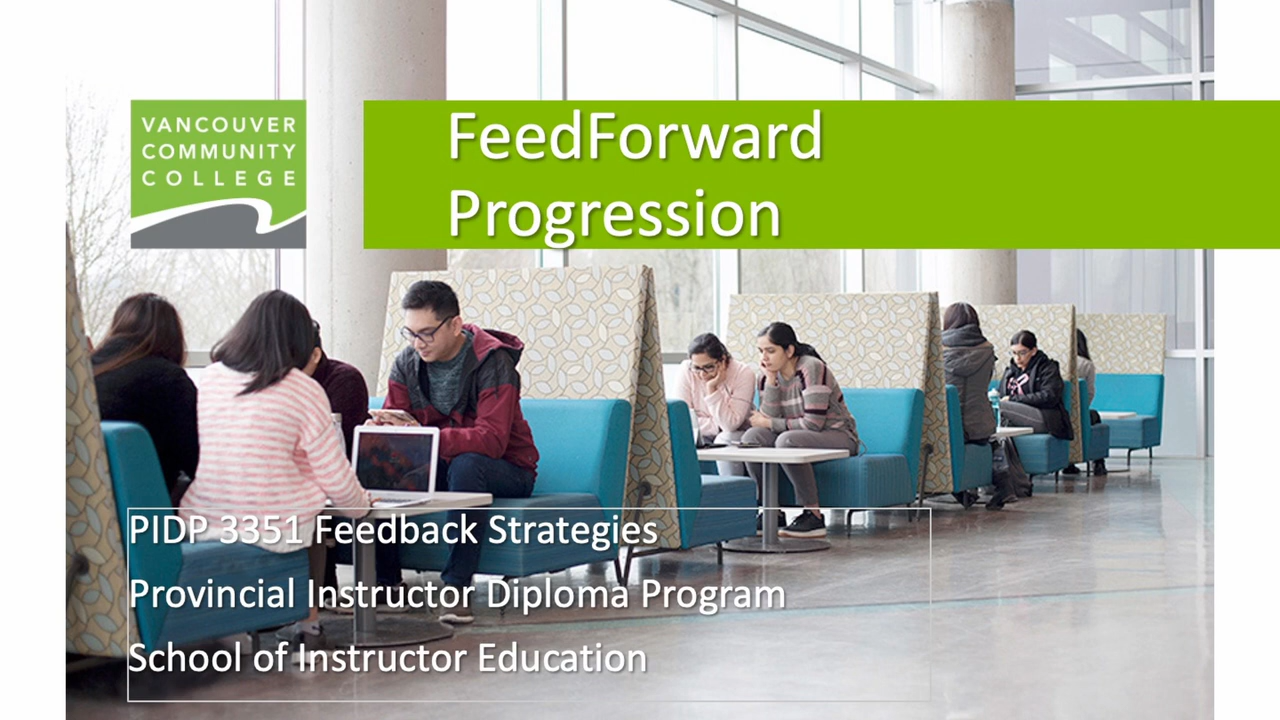 VANCOUVER
COMMUNITY
COLLEGE
FeedForward
Progression
PIDP 3351 Feedback Strategies
Provincial Instructor Diploma Program
School of Instructor Education